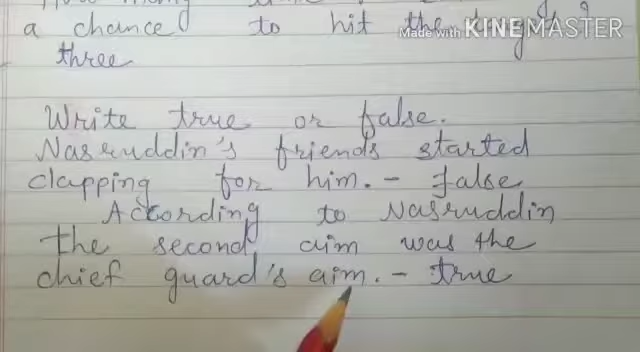 a chance to hit the target?
three
Made with KINEMASTER
Write true or false.
Nasruddin's friends started
clapping for him. - false
According to Nasruddin
the second aim was the
chief guard's aim. - true